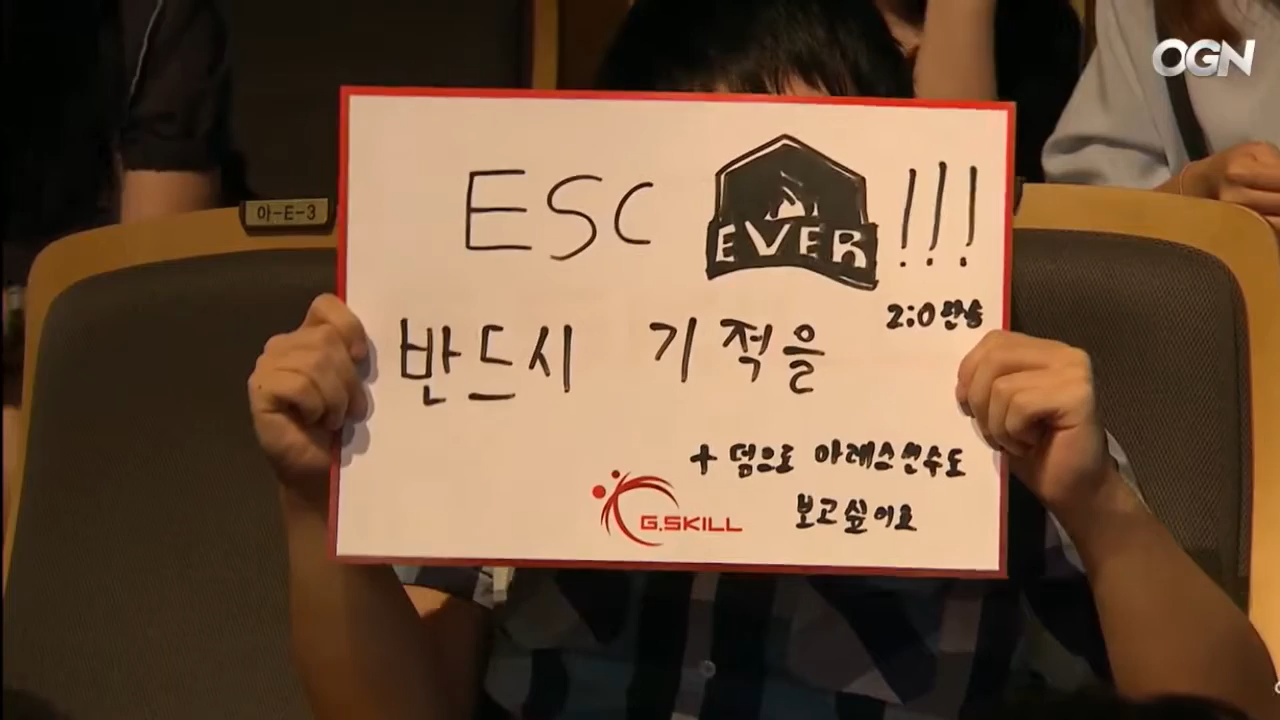 OGN
아-E-3
ESC EVER !!!
2:0 완승
반드시 기적을
+ 덤으로 아레스선수도
보고싶어요
G.SKILL